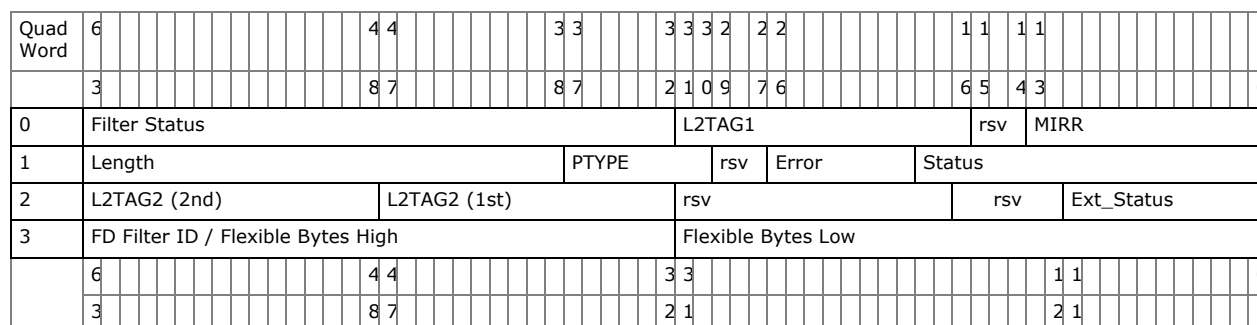 Quad Word 6 4 4 3 3 3 3 3 2 2 2 1 1 1 1
3 8 7 8 7 2 1 0 9 7 6 6 5 4 3
0 Filter Status L2TAG1 rsv MIRR
1 Length PTYPE rsv Error Status
2 L2TAG2 (2nd) L2TAG2 (1st) rsv rsv Ext_Status
3 FD Filter ID / Flexible Bytes High Flexible Bytes Low
6 4 4 3 3 1 1
3 8 7 2 1 2 1